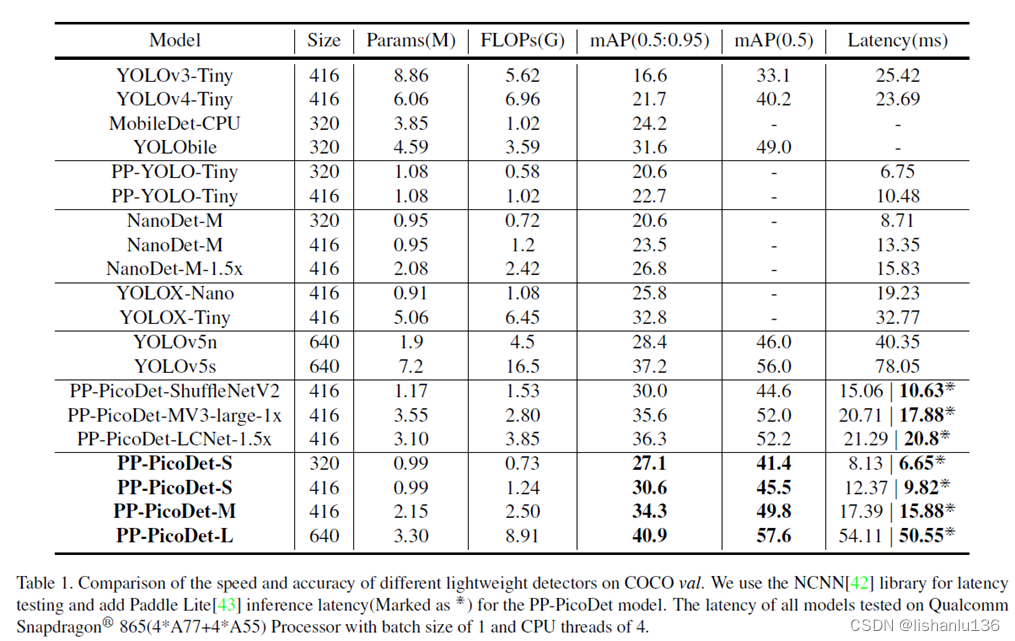 Model Size Params(M) FLOPs(G) mAP(0.5:0.95) mAP(0.5) Latency(ms)
YOLOv3-Tiny 416 8.86 5.62 16.6 33.1 25.42
YOLOv4-Tiny 416 6.06 6.96 21.7 40.2 23.69
MobileDet-CPU 320 3.85 1.02 24.2 - -
YOLObile 320 4.59 3.59 31.6 49.0 -
PP-YOLO-Tiny 320 1.08 0.58 20.6 - 6.75
PP-YOLO-Tiny 416 1.08 1.02 22.7 - 10.48
NanoDet-M 320 0.95 0.72 20.6 - 8.71
NanoDet-M 416 0.95 1.2 23.5 - 13.35
NanoDet-M-1.5x 416 2.08 2.42 26.8 - 15.83
YOLOX-Nano 416 0.91 1.08 25.8 - 19.23
YOLOX-Tiny 416 5.06 6.45 32.8 - 32.77
YOLOv5n 640 1.9 4.5 28.4 46.0 40.35
YOLOv5s 640 7.2 16.5 37.2 56.0 78.05
PP-PicoDet-ShuffleNetV2 416 1.17 1.53 30.0 44.6 15.06 | 10.63※
PP-PicoDet-MV3-large-1x 416 3.55 2.80 35.6 52.0 20.71 | 17.88※
PP-PicoDet-LCNet-1.5x 416 3.10 3.85 36.3 52.2 21.29 | 20.8※
PP-PicoDet-S 320 0.99 0.73 27.1 41.4 8.13 | 6.65※
PP-PicoDet-S 416 0.99 1.24 30.6 45.5 12.37 | 9.82※
PP-PicoDet-M 416 2.15 2.50 34.3 49.8 17.39 | 15.88※
PP-PicoDet-L 640 3.30 8.91 40.9 57.6 54.11 | 50.55※
Table 1. Comparison of the speed and accuracy of different lightweight detectors on COCO val. We use the NCNN[42] library for latency
testing and add Paddle Lite[43] inference latency(Marked as ※) for the PP-PicoDet model. The latency of all models tested on Qualcomm
Snapdragon® 865(4*A77+4*A55) Processor with batch size of 1 and CPU threads of 4.
CSDN @lishanlu136